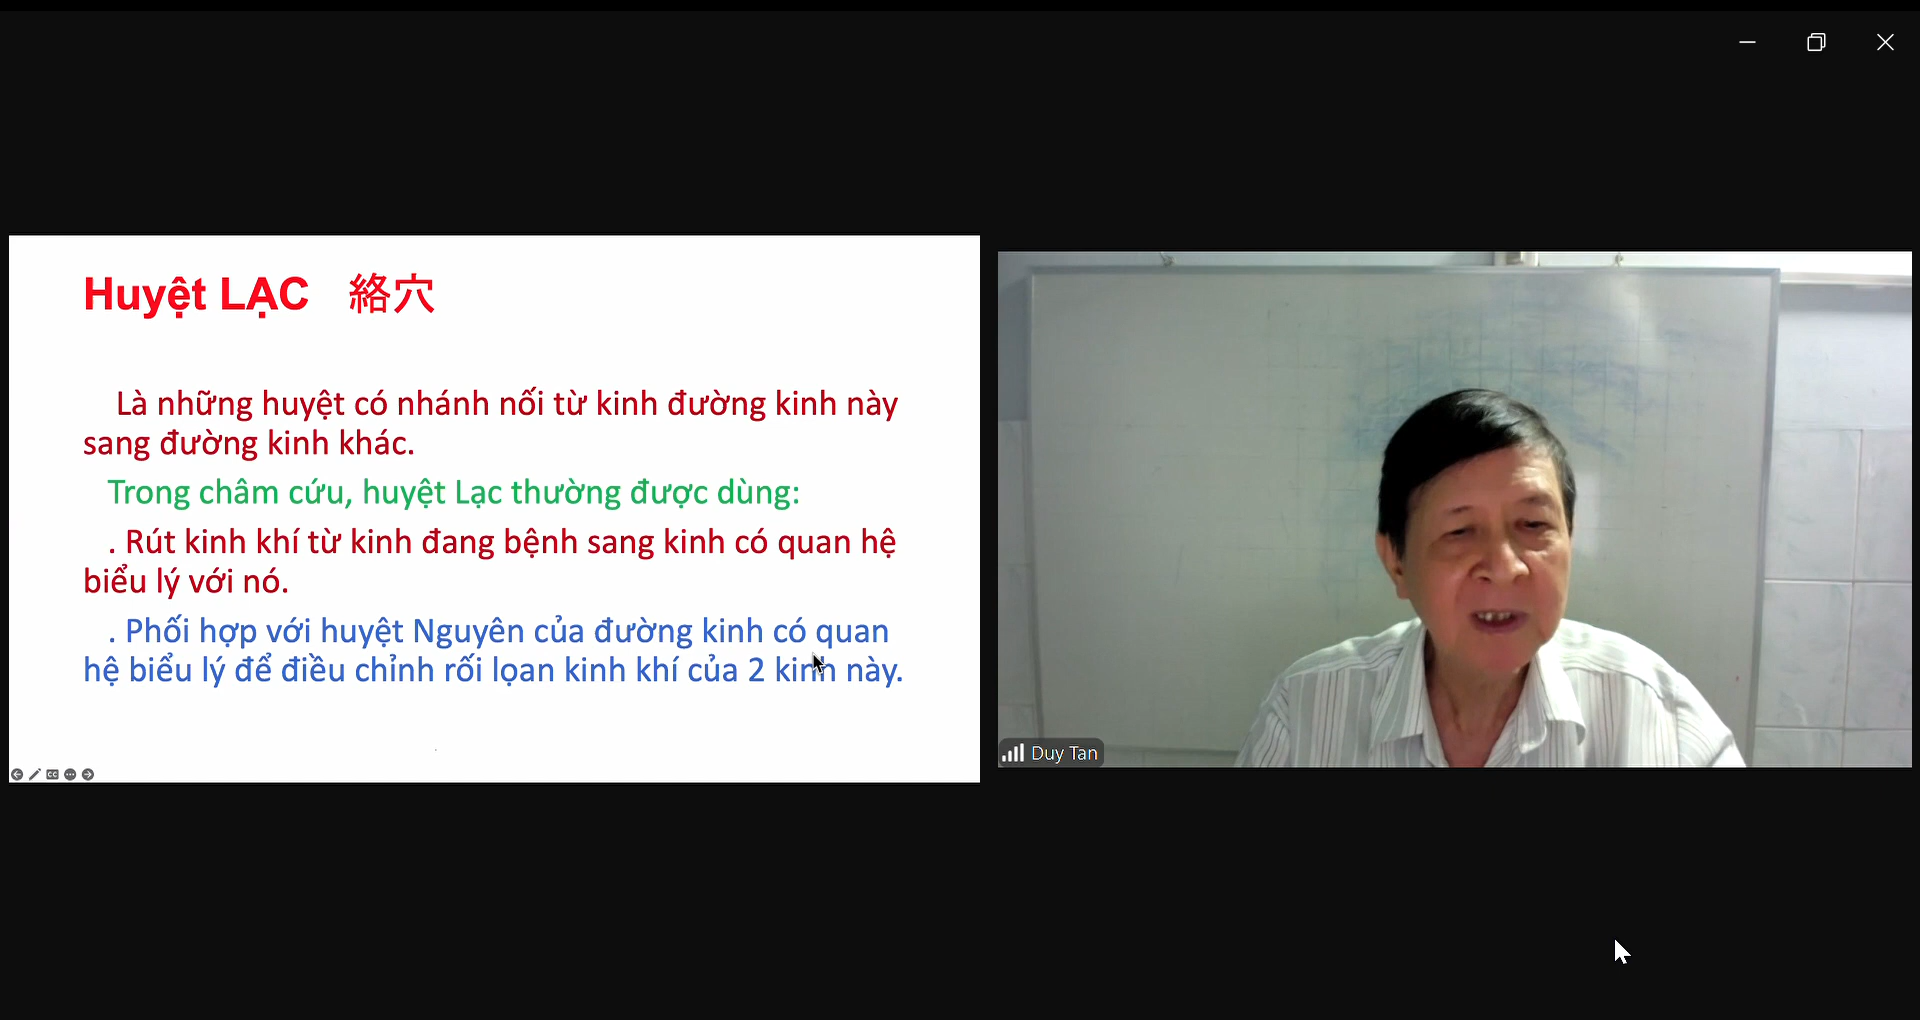 Huyệt LẠC 絡穴
Là những huyệt có nhánh nối từ kinh đường kinh này
sang đường kinh khác.
Trong châm cứu, huyệt Lạc thường được dùng:
. Rút kinh khí từ kinh đang bệnh sang kinh có quan hệ
biểu lý với nó.
. Phối hợp với huyệt Nguyên của đường kinh có quan
hệ biểu lý để điều chỉnh rối lọan kinh khí của 2 kinh này.
Duy Tan